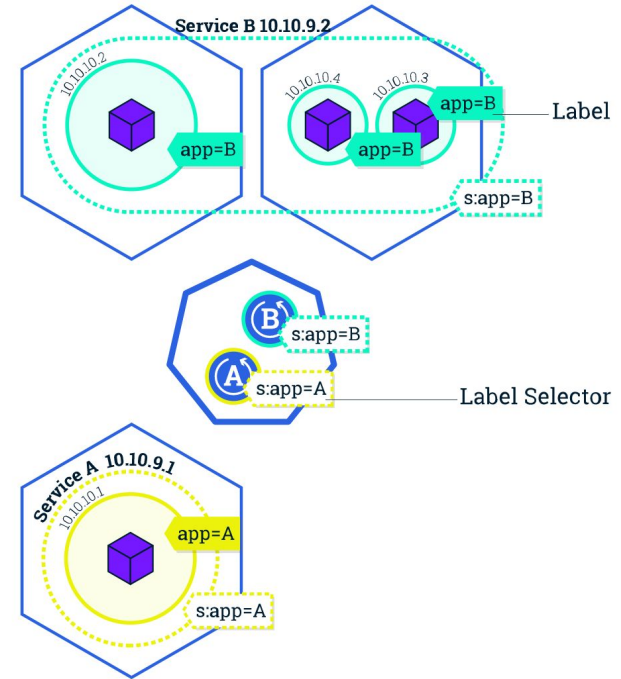 Service B 10.10.9.2
10.10.10.2
10.10.10.4
10.10.10.3
app=B
Label
app=B
app=B
s:app=B
B
s:app=B
A
s:app=A
Label Selector
Service A 10.10.9.1
10.10.10.1
app=A
s:app=A